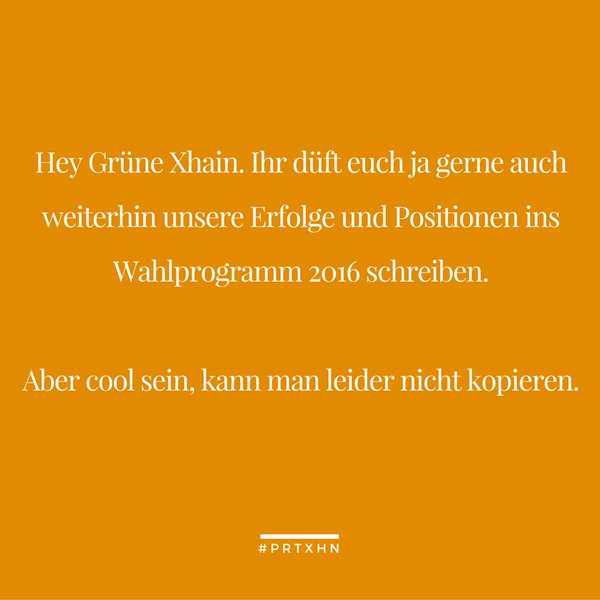 Hey Grüne Xhain. Ihr düft euch ja gerne auch
weiterhin unsere Erfolge und Positionen ins
Wahlprogramm 2016 schreiben.
Aber cool sein, kann man leider nicht kopieren.
#PRTXHN